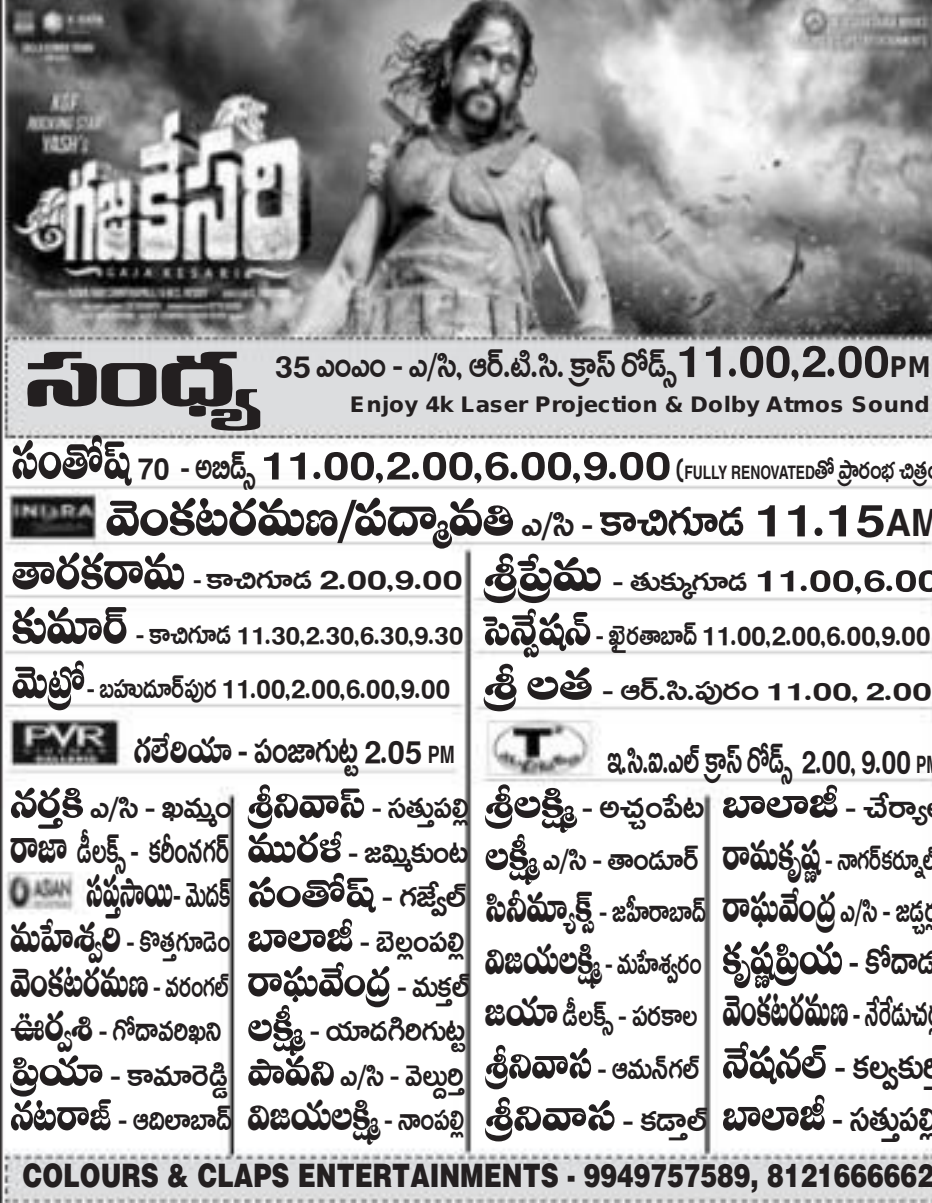 KGF
ROCKING STAR
YASH's
గజకేసరి
GAJA KESARI
సంధ్య 35 ఎంఎం - ఎ/సి, ఆర్.టి.సి. క్రాస్ రోడ్స్ 11.00,2.00PM
Enjoy 4k Laser Projection & Dolby Atmos Sound
సంతోష్ 70 - అబిడ్స్ 11.00,2.00,6.00,9.00 (FULLY RENOVATEDతో ప్రారంభ చిత్రం
INDRA వెంకటరమణ/పద్మావతి ఎ/సి - కాచిగూడ 11.15AM
తారకరామ - కాచిగూడ 2.00,9.00
కుమార్ - కాచిగూడ 11.30,2.30,6.30,9.30
మెట్రో - బహదూర్‌పుర 11.00,2.00,6.00,9.00
PVR గలేరియా - పంజాగుట్ట 2.05 PM
శ్రీప్రేమ - తుక్కుగూడ 11.00,6.00
సెన్సేషన్ - ఖైరతాబాద్ 11.00,2.00,6.00,9.00
శ్రీ లత - ఆర్.సి.పురం 11.00, 2.00
ఇ.సి.ఐ.ఎల్ క్రాస్ రోడ్స్ 2.00, 9.00 PM
నర్తకి ఎ/సి - ఖమ్మం
రాజా డీలక్స్ - కరీంనగర్
ASIAN సప్తసాయి- మెదక్
మహేశ్వరి - కొత్తగూడెం
వెంకటరమణ - వరంగల్
ఊర్వశి - గోదావరిఖని
ప్రియా - కామారెడ్డి
నటరాజ్ - ఆదిలాబాద్
శ్రీనివాస్ - సత్తుపల్లి
మురళీ - జమ్మికుంట
సంతోష్ - గజ్వేల్
బాలాజీ - బెల్లంపల్లి
రాఘవేంద్ర - మక్తల్
లక్ష్మీ - యాదగిరిగుట్ట
పావని ఎ/సి - వెల్దుర్తి
విజయలక్ష్మి - నాంపల్లి
శ్రీలక్ష్మి - అచ్చంపేట
లక్ష్మీ ఎ/సి - తాండూర్
సినీమ్యాక్స్ - జహీరాబాద్
విజయలక్ష్మి - మహేశ్వరం
జయా డీలక్స్ - పరకాల
శ్రీనివాస - ఆమన్‌గల్
శ్రీనివాస - కడ్తాల్
బాలాజీ - చేర్యాల
రామకృష్ణ - నాగర్‌కర్నూల్
రాఘవేంద్ర ఎ/సి - జడ్చర్ల
కృష్ణప్రియ - కోదాడ
వెంకటరమణ - నేరేడుచర్ల
నేషనల్ - కల్వకుర్తి
బాలాజీ - సత్తుపల్లి
COLOURS & CLAPS ENTERTAINMENTS - 9949757589, 8121666662